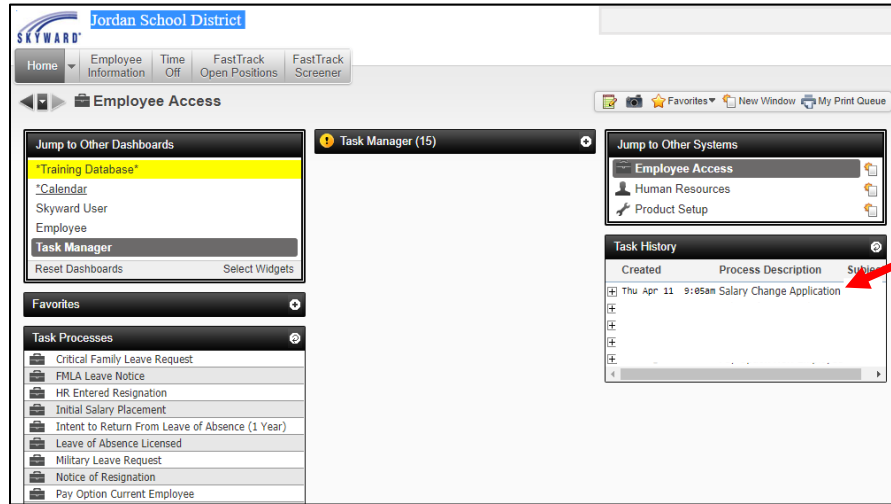 SKYWARD
Jordan School District
Home
Employee Information
Time Off
FastTrack Open Positions
FastTrack Screener
Employee Access
Favorites
New Window
My Print Queue
Jump to Other Dashboards
*Training Database*
*Calendar
Skyward User
Employee
Task Manager
Reset Dashboards
Select Widgets
Favorites
Task Processes
Critical Family Leave Request
FMLA Leave Notice
HR Entered Resignation
Initial Salary Placement
Intent to Return From Leave of Absence (1 Year)
Leave of Absence Licensed
Military Leave Request
Notice of Resignation
Pay Option Current Employee
Task Manager (15)
Jump to Other Systems
Employee Access
Human Resources
Product Setup
Task History
Created Process Description
Thu Apr 11 9:05am Salary Change Application